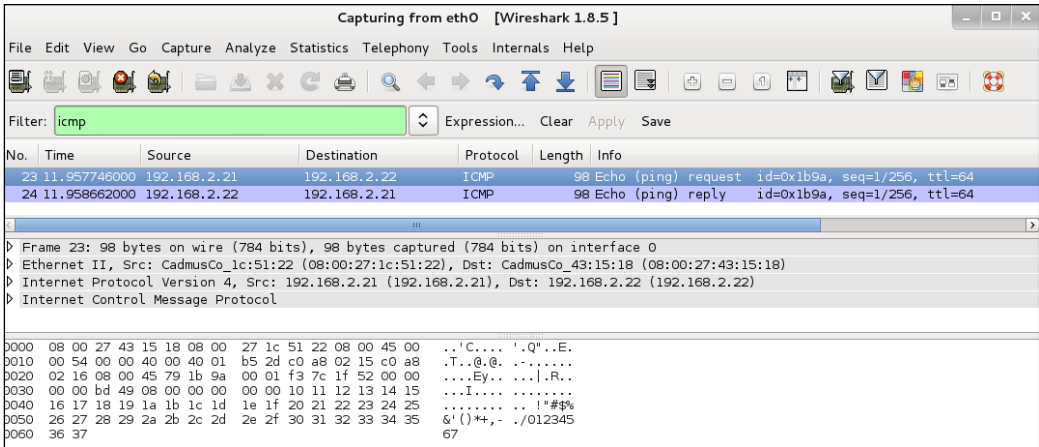 Capturing from eth0 [Wireshark 1.8.5 ]
File Edit View Go Capture Analyze Statistics Telephony Tools Internals Help
Filter: icmp Expression... Clear Apply Save
No. Time Source Destination Protocol Length Info
23 11.957746000 192.168.2.21 192.168.2.22 ICMP 98 Echo (ping) request id=0x1b9a, seq=1/256, ttl=64
24 11.958662000 192.168.2.22 192.168.2.21 ICMP 98 Echo (ping) reply id=0x1b9a, seq=1/256, ttl=64
Frame 23: 98 bytes on wire (784 bits), 98 bytes captured (784 bits) on interface 0
Ethernet II, Src: CadmusCo_1c:51:22 (08:00:27:1c:51:22), Dst: CadmusCo_43:15:18 (08:00:27:43:15:18)
Internet Protocol Version 4, Src: 192.168.2.21 (192.168.2.21), Dst: 192.168.2.22 (192.168.2.22)
Internet Control Message Protocol
0000 08 00 27 43 15 18 08 00 27 1c 51 22 08 00 45 00 ..'C.... '.Q"..E.
0010 00 54 00 00 40 00 40 01 b5 2d c0 a8 02 15 c0 a8 .T..@.@. .-......
0020 02 16 08 00 45 79 1b 9a 00 01 f3 7c 1f 52 00 00 ....Ey.. ...|.R..
0030 00 00 bd 49 08 00 00 00 00 00 10 11 12 13 14 15 ...I.... ........
0040 16 17 18 19 1a 1b 1c 1d 1e 1f 20 21 22 23 24 25 ........ .. !"#$%
0050 26 27 28 29 2a 2b 2c 2d 2e 2f 30 31 32 33 34 35 &'()*+,- ./012345
0060 36 37 67